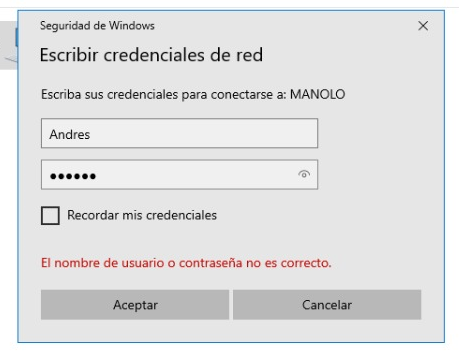 Seguridad de Windows
Escribir credenciales de red
Escriba sus credenciales para conectarse a: MANOLO
Andres
●●●●●●
Recordar mis credenciales
El nombre de usuario o contraseña no es correcto.
Aceptar
Cancelar